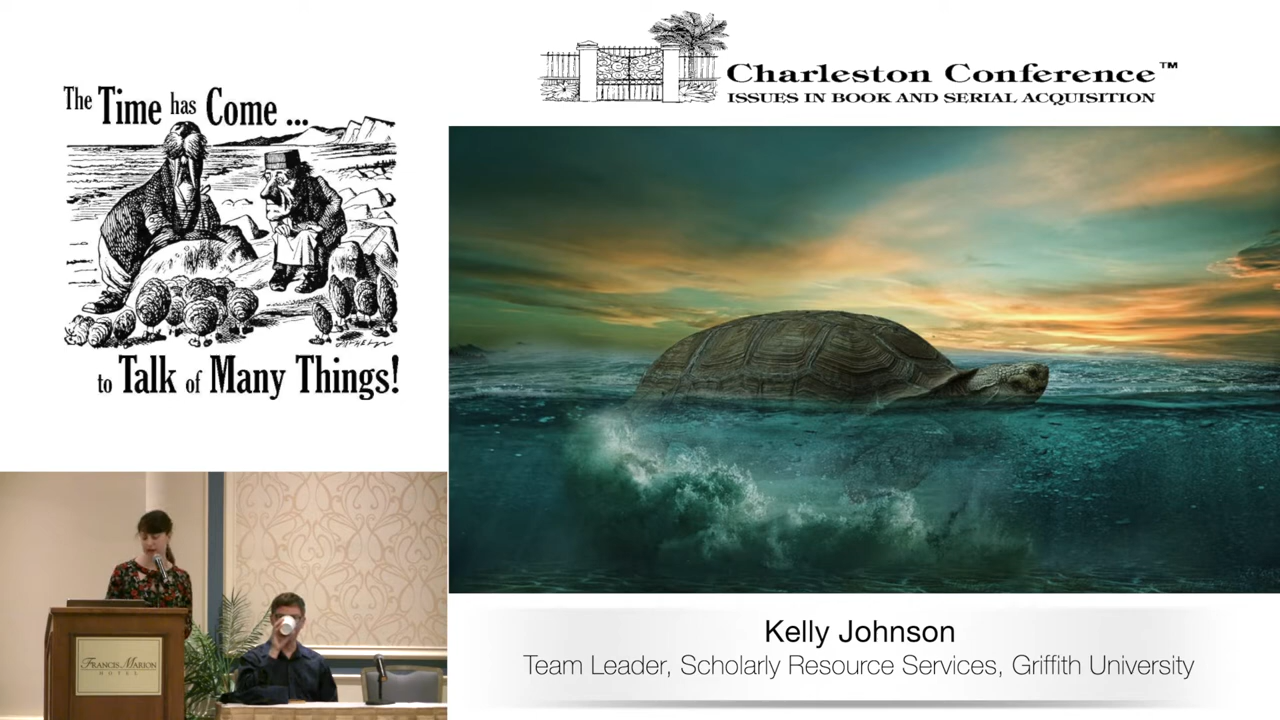 The Time has Come ...
to Talk of Many Things!
Charleston Conference™
ISSUES IN BOOK AND SERIAL ACQUISITION
FRANCIS MARION
HOTEL
Kelly Johnson
Team Leader, Scholarly Resource Services, Griffith University